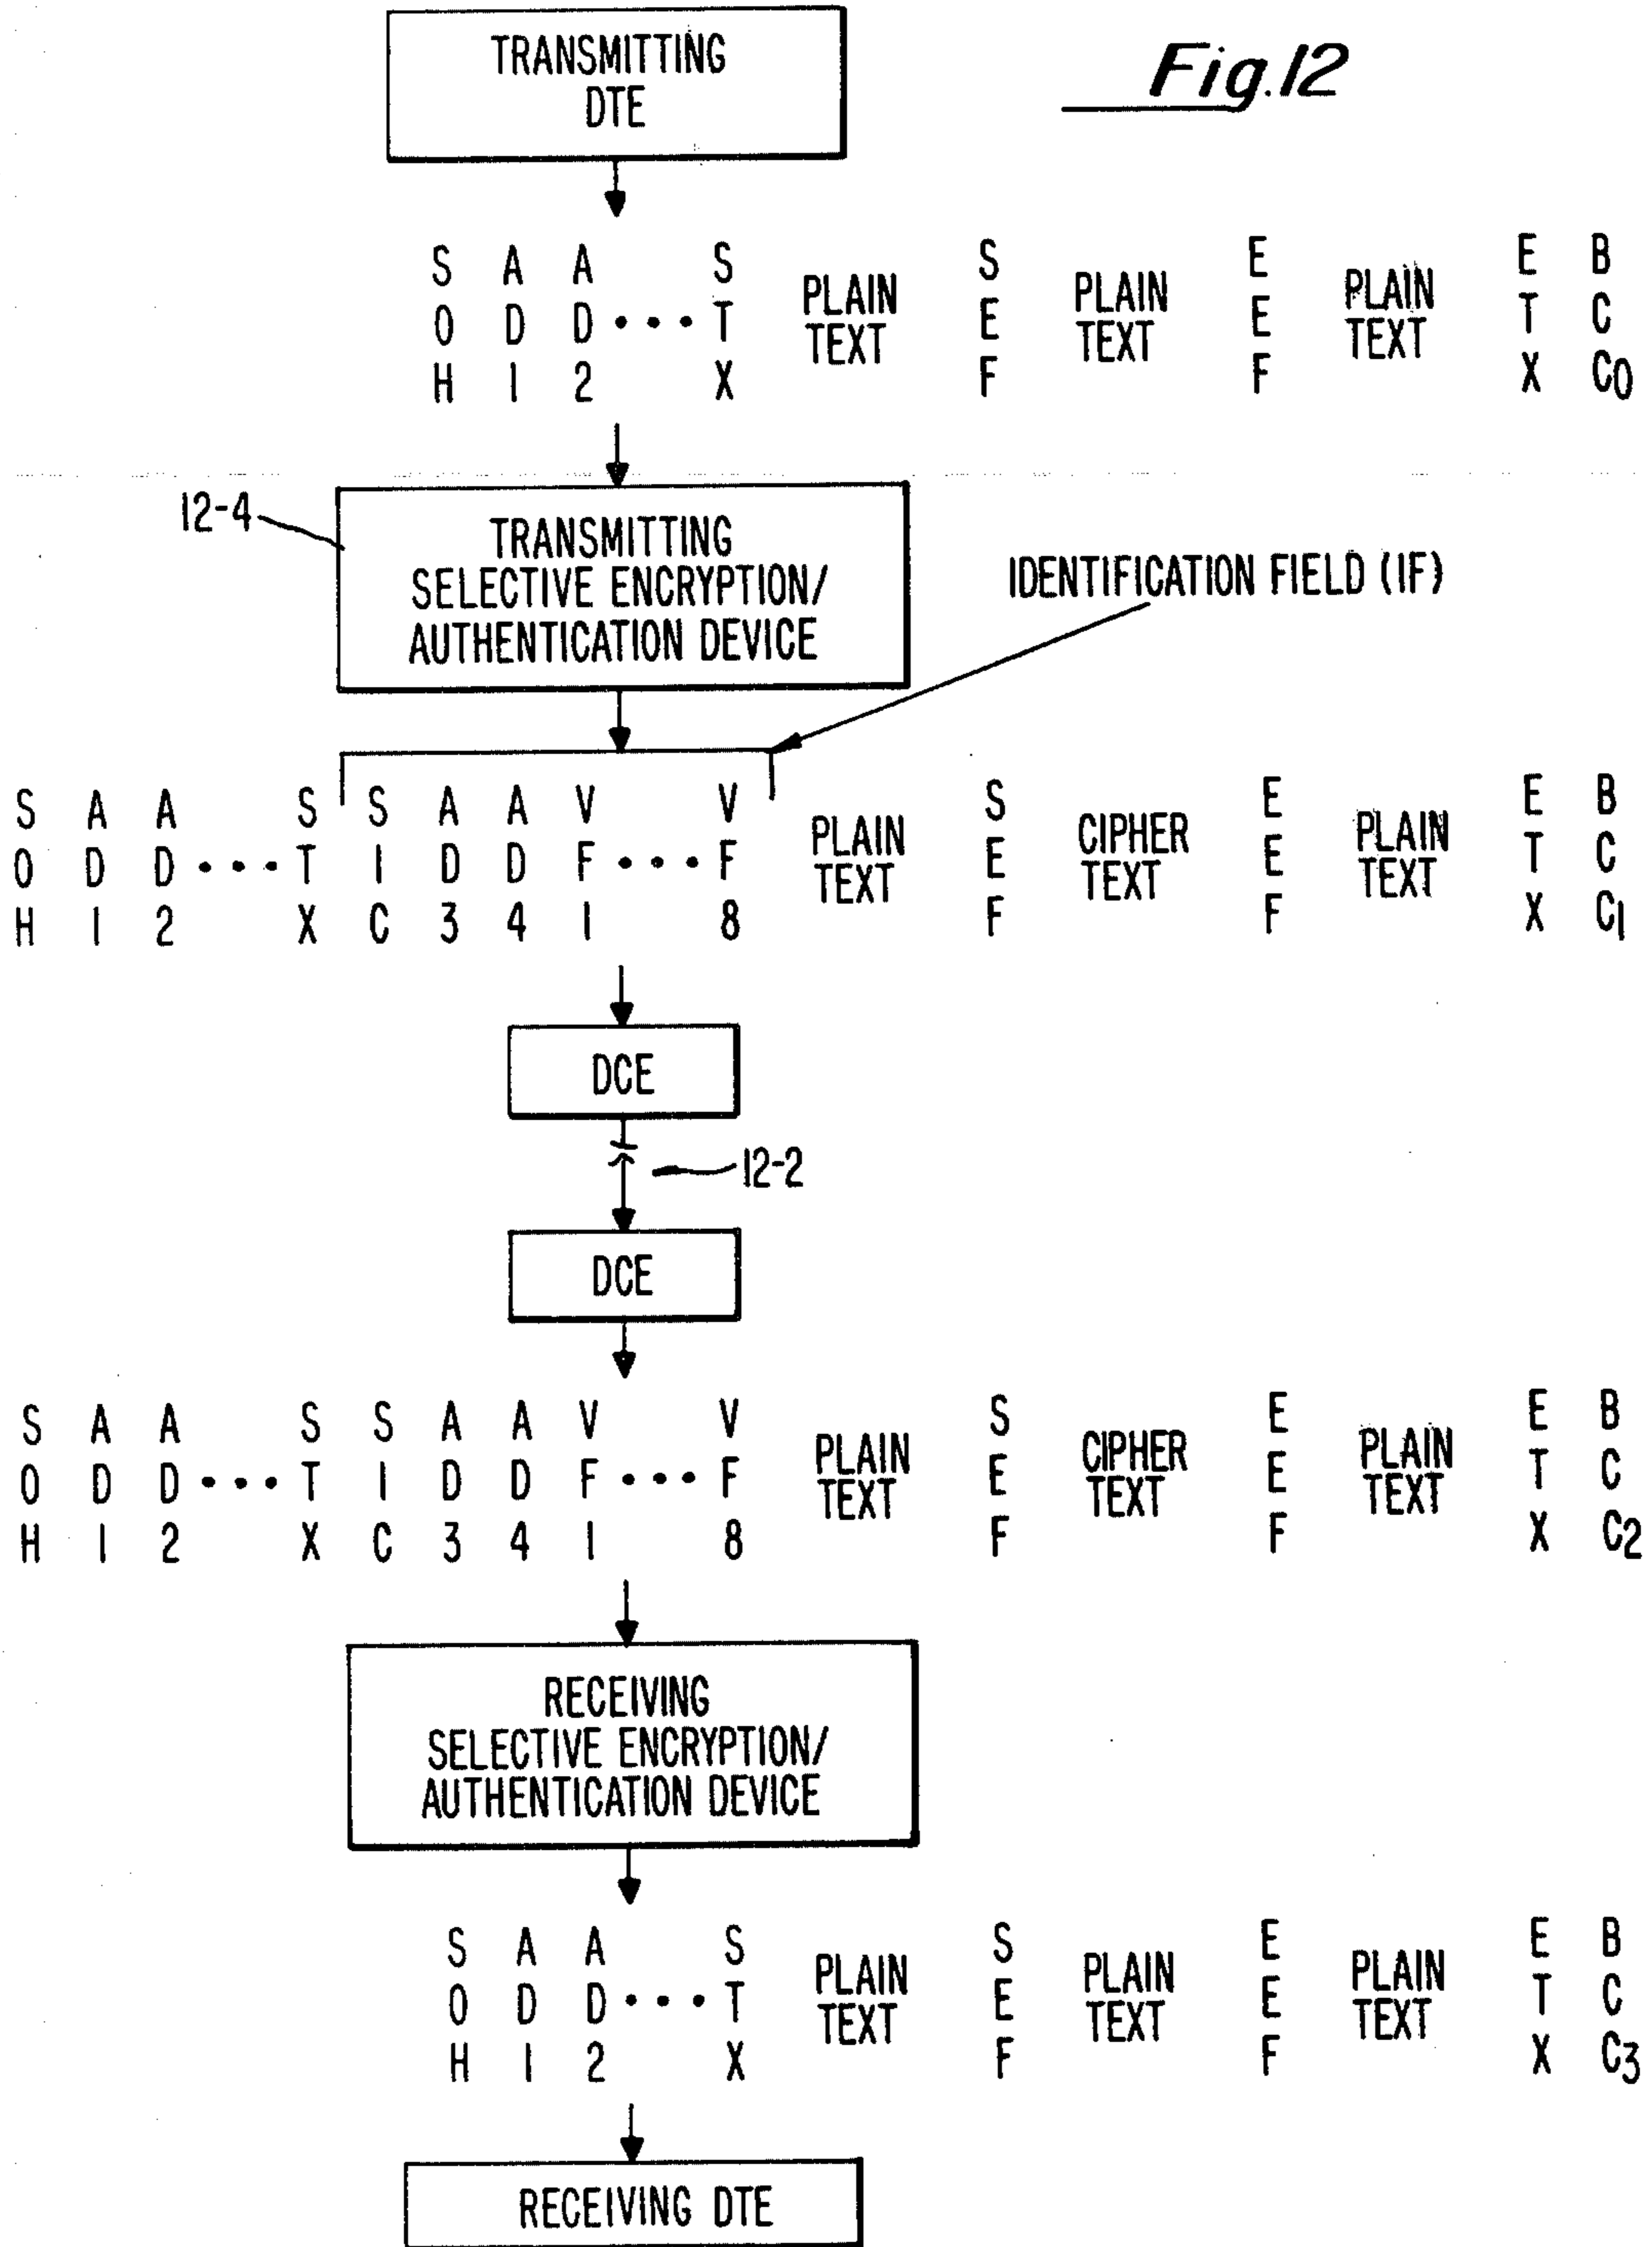 Fig. 12
TRANSMITTING
DTE
S A A S S E E B
O D D • • • T PLAIN TEXT E PLAIN TEXT E PLAIN TEXT T C
H 1 2 X F F X C0
12-4
TRANSMITTING
SELECTIVE ENCRYPTION/
AUTHENTICATION DEVICE
IDENTIFICATION FIELD (IF)
S A A S S A A V V S E E B
O D D • • • T I D D F • • • F PLAIN TEXT E CIPHER TEXT E PLAIN TEXT T C
H 1 2 X C 3 4 1 8 F F X C1
DCE
12-2
DCE
S A A S S A A V V S E E B
O D D • • • T I D D F • • • F PLAIN TEXT E CIPHER TEXT E PLAIN TEXT T C
H 1 2 X C 3 4 1 8 F F X C2
RECEIVING
SELECTIVE ENCRYPTION/
AUTHENTICATION DEVICE
S A A S S E E B
O D D • • • T PLAIN TEXT E PLAIN TEXT E PLAIN TEXT T C
H 1 2 X F F X C3
RECEIVING DTE